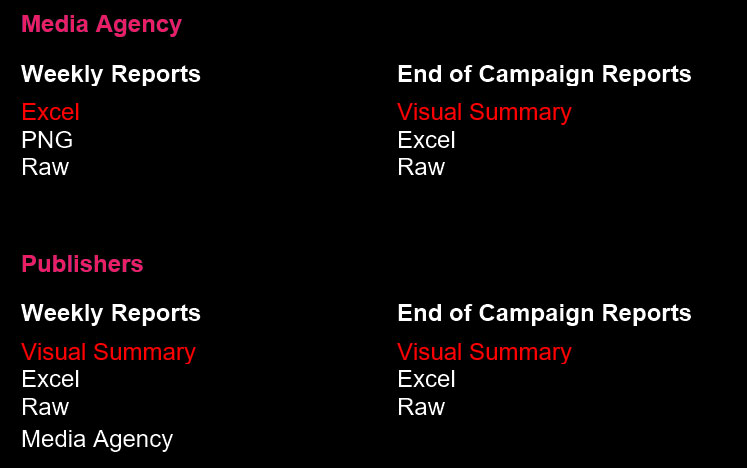 Media Agency
Weekly Reports
End of Campaign Reports
Excel
Visual Summary
PNG
Excel
Raw
Raw
Publishers
Weekly Reports
End of Campaign Reports
Visual Summary
Visual Summary
Excel
Excel
Raw
Raw
Media Agency